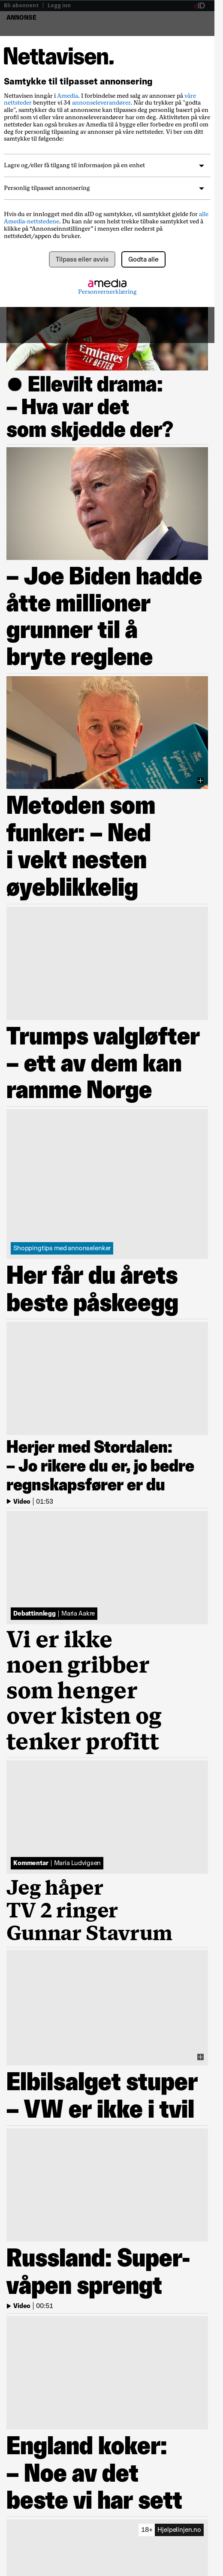 Bli abonnent | Logg inn
aID
ANNONSE
Nettavisen.
Samtykke til tilpasset annonsering
Nettavisen inngår i Amedia. I forbindelse med salg av annonser på våre
nettsteder benytter vi 34 annonseleverandører. Når du trykker på "godta
alle", samtykker du til at annonsene kan tilpasses deg personlig basert på en
profil som vi eller våre annonseleverandører har om deg. Aktivitetene på våre
nettsteder som er samlet inn og brukes av Amedia til å bygge eller forbedre profilen om
deg for personlig tilpasning av annonser på våre nettsteder. Vi ber om ditt
samtykke til følgende:
Lagre og/eller få tilgang til informasjon på en enhet
Personlig tilpasset annonsering
Hvis du er innlogget med din aID og samtykker, vil samtykket gjelde for alle
Amedia-nettstedene. Du kan når som helst trekke tilbake samtykket ved å
klikke på “Annonseinnstillinger” i menyen eller nederst på
nettstedet/appen du bruker.
Tilpass eller avvis
Godta alle
amedia
Personvernerklæring
Ellevilt drama:
– Hva var det
som skjedde der?
– Joe Biden hadde
åtte millioner
grunner til å
bryte reglene
Metoden som
funker: – Ned
i vekt nesten
øyeblikkelig
Trumps valgløfter
– ett av dem kan
ramme Norge
Shoppingtips med annonselenker
Her får du årets
beste påskeegg
Herjer med Stordalen:
– Jo rikere du er, jo bedre
regnskapsfører er du
Video | 01:53
Debattinnlegg | Maria Aakre
Vi er ikke
noen gribber
som henger
over kisten og
tenker profitt
Kommentar | Maria Ludvigsen
Jeg håper
TV 2 ringer
Gunnar Stavrum
Elbilsalget stuper
– VW er ikke i tvil
Russland: Super-
våpen sprengt
Video | 00:51
England koker:
– Noe av det
beste vi har sett
18+ Hjelpelinjen.no